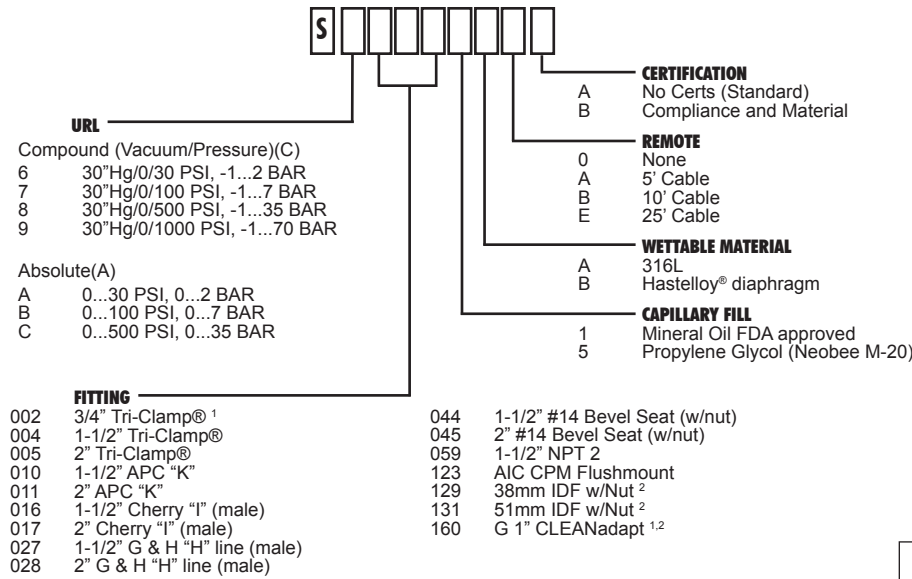 S
CERTIFICATION
A No Certs (Standard)
B Compliance and Material
REMOTE
0 None
A 5' Cable
B 10' Cable
E 25' Cable
WETTABLE MATERIAL
A 316L
B Hastelloy® diaphragm
CAPILLARY FILL
1 Mineral Oil FDA approved
5 Propylene Glycol (Neobee M-20)
URL
Compound (Vacuum/Pressure)(C)
6 30"Hg/0/30 PSI, -1...2 BAR
7 30"Hg/0/100 PSI, -1...7 BAR
8 30"Hg/0/500 PSI, -1...35 BAR
9 30"Hg/0/1000 PSI, -1...70 BAR
Absolute(A)
A 0...30 PSI, 0...2 BAR
B 0...100 PSI, 0...7 BAR
C 0...500 PSI, 0...35 BAR
FITTING
002 3/4" Tri-Clamp® 1
004 1-1/2" Tri-Clamp®
005 2" Tri-Clamp®
010 1-1/2" APC "K"
011 2" APC "K"
016 1-1/2" Cherry "I" (male)
017 2" Cherry "I" (male)
027 1-1/2" G & H "H" line (male)
028 2" G & H "H" line (male)
044 1-1/2" #14 Bevel Seat (w/nut)
045 2" #14 Bevel Seat (w/nut)
059 1-1/2" NPT 2
123 AIC CPM Flushmount
129 38mm IDF w/Nut 2
131 51mm IDF w/Nut 2
160 G 1" CLEANadapt 1,2